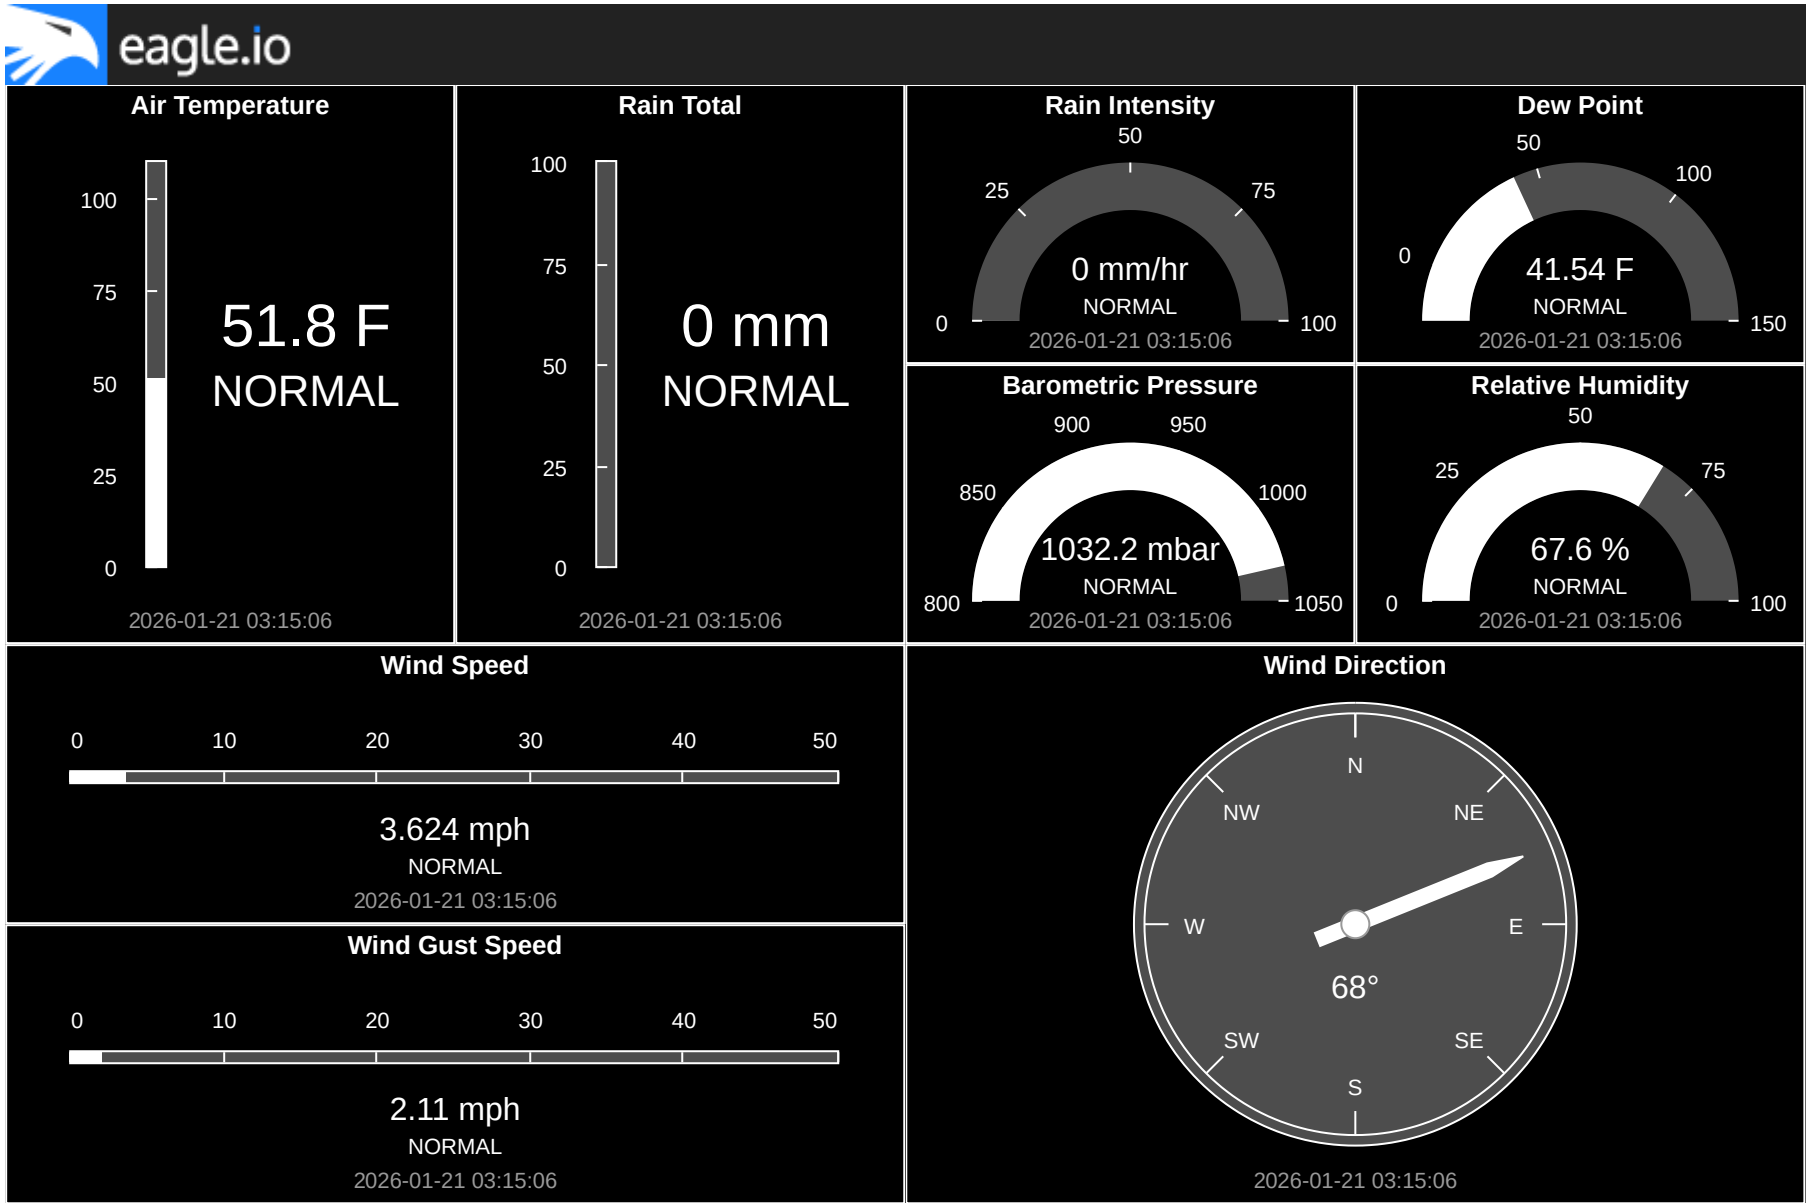 eagle.io
Air Temperature
100
75
50
25
0
51.8 F
NORMAL
2026-01-21 03:15:06
Rain Total
100
75
50
25
0
0 mm
NORMAL
2026-01-21 03:15:06
Rain Intensity
0
25
50
75
100
0 mm/hr
NORMAL
2026-01-21 03:15:06
Dew Point
0
50
100
150
41.54 F
NORMAL
2026-01-21 03:15:06
Barometric Pressure
800
850
900
950
1000
1050
1032.2 mbar
NORMAL
2026-01-21 03:15:06
Relative Humidity
0
25
50
75
100
67.6 %
NORMAL
2026-01-21 03:15:06
Wind Speed
0 10 20 30 40 50
3.624 mph
NORMAL
2026-01-21 03:15:06
Wind Gust Speed
0 10 20 30 40 50
2.11 mph
NORMAL
2026-01-21 03:15:06
Wind Direction
N
NW NE
W E
68°
SW SE
S
2026-01-21 03:15:06